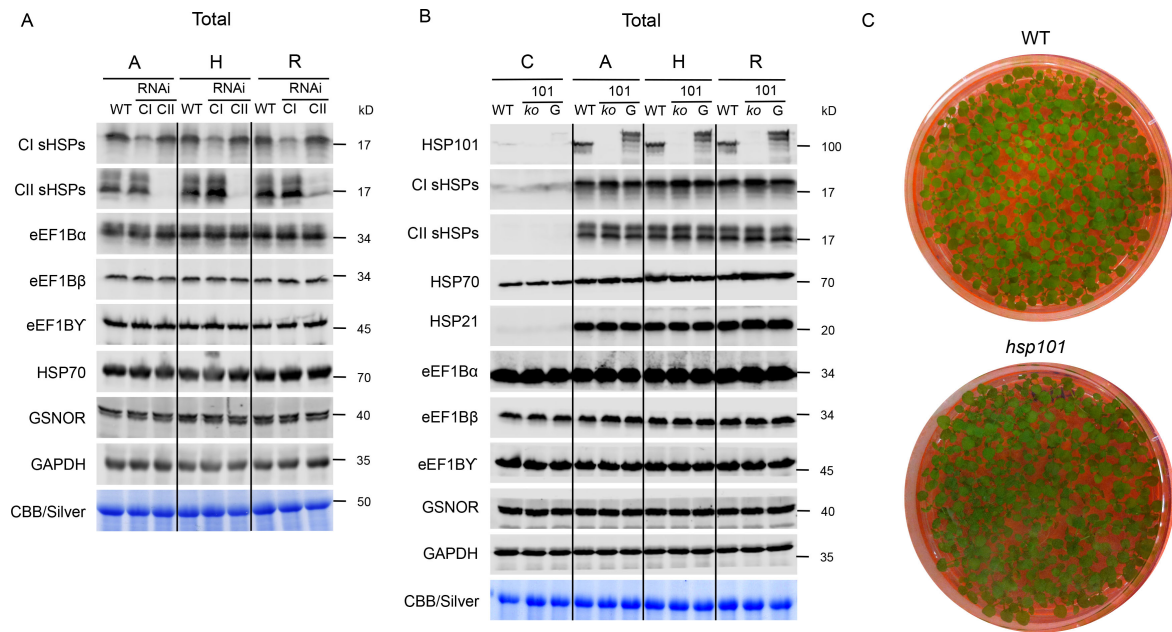 A
Total
A H R
RNAi RNAi RNAi
WT CI CII WT CI CII WT CI CII kD
CI sHSPs 17
CII sHSPs 17
eEF1Bα 34
eEF1Bβ 34
eEF1Bϒ 45
HSP70 70
GSNOR 40
GAPDH 35
CBB/Silver 50
B
Total
C A H R
101 101 101 101
WT ko G WT ko G WT ko G WT ko G kD
HSP101 100
CI sHSPs 17
CII sHSPs 17
HSP70 70
HSP21 20
eEF1Bα 34
eEF1Bβ 34
eEF1Bϒ 45
GSNOR 40
GAPDH 35
CBB/Silver
C
WT
hsp101